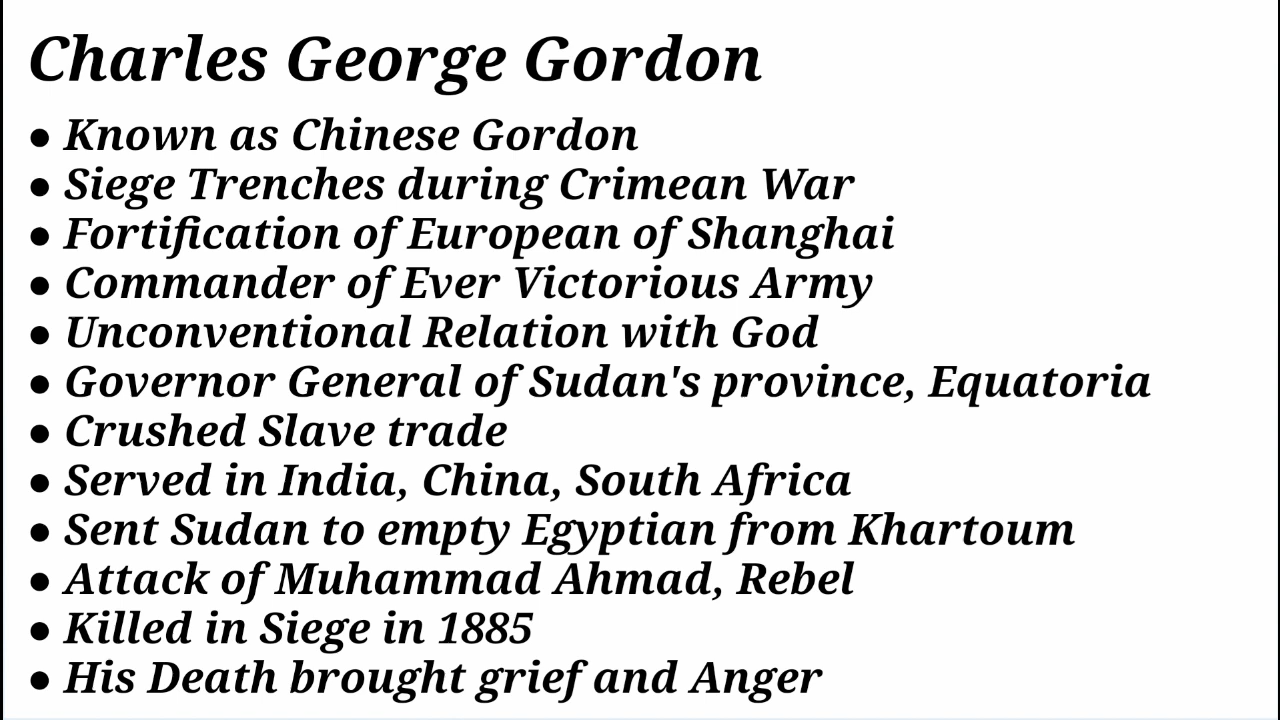 Charles George Gordon
● Known as Chinese Gordon
● Siege Trenches during Crimean War
● Fortification of European of Shanghai
● Commander of Ever Victorious Army
● Unconventional Relation with God
● Governor General of Sudan's province, Equatoria
● Crushed Slave trade
● Served in India, China, South Africa
● Sent Sudan to empty Egyptian from Khartoum
● Attack of Muhammad Ahmad, Rebel
● Killed in Siege in 1885
● His Death brought grief and Anger